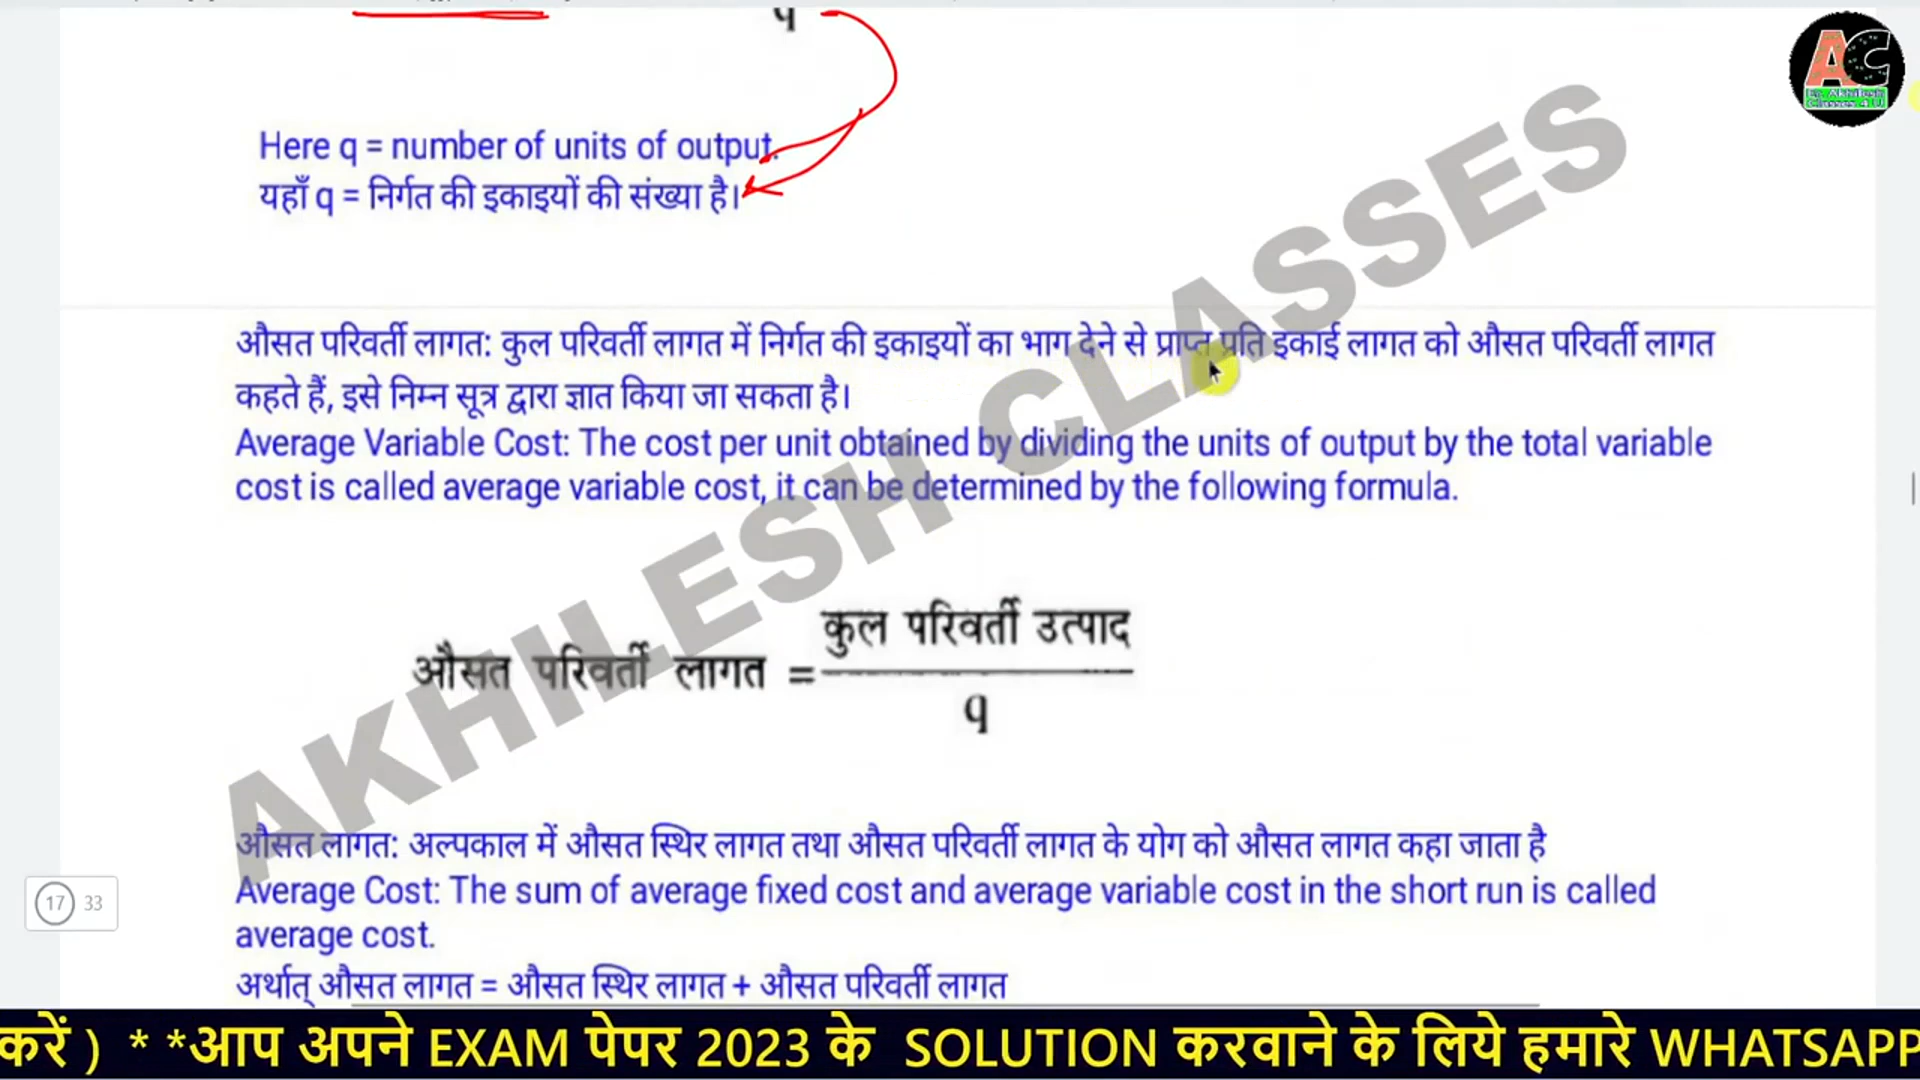 q
Here q = number of units of output.
यहाँ q = निर्गत की इकाइयों की संख्या है।
औसत परिवर्ती लागत: कुल परिवर्ती लागत में निर्गत की इकाइयों का भाग देने से प्राप्त प्रति इकाई लागत को औसत परिवर्ती लागत
कहते हैं, इसे निम्न सूत्र द्वारा ज्ञात किया जा सकता है।
Average Variable Cost: The cost per unit obtained by dividing the units of output by the total variable
cost is called average variable cost, it can be determined by the following formula.
कुल परिवर्ती उत्पाद
औसत परिवर्ती लागत =
q
औसत लागत: अल्पकाल में औसत स्थिर लागत तथा औसत परिवर्ती लागत के योग को औसत लागत कहा जाता है
Average Cost: The sum of average fixed cost and average variable cost in the short run is called
average cost.
अर्थात् औसत लागत = औसत स्थिर लागत + औसत परिवर्ती लागत
AKHILESH CLASSES
AC
Er. Akhilesh
Classes 4 U
17 33
करें ) * *आप अपने EXAM पेपर 2023 के SOLUTION करवाने के लिये हमारे WHATSAPP